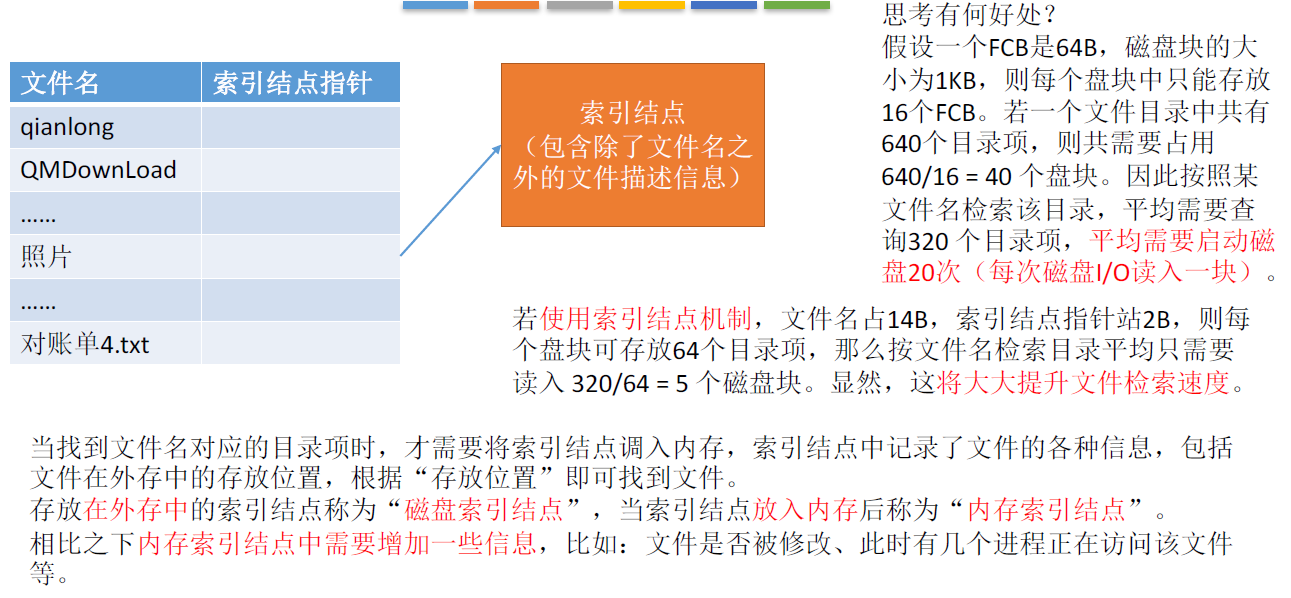 思考有何好处？
假设一个FCB是64B，磁盘块的大
小为1KB，则每个盘块中只能存放
16个FCB。若一个文件目录中共有
640个目录项，则共需要占用
640/16 = 40 个盘块。因此按照某
文件名检索该目录，平均需要查
询320 个目录项，平均需要启动磁
盘20次（每次磁盘I/O读入一块）。
文件名 索引结点指针
qianlong
QMDownLoad
……
照片
……
对账单4.txt
索引结点
（包含除了文件名之
外的文件描述信息）
若使用索引结点机制，文件名占14B，索引结点指针站2B，则每
个盘块可存放64个目录项，那么按文件名检索目录平均只需要
读入 320/64 = 5 个磁盘块。显然，这将大大提升文件检索速度。
当找到文件名对应的目录项时，才需要将索引结点调入内存，索引结点中记录了文件的各种信息，包括
文件在外存中的存放位置，根据“存放位置”即可找到文件。
存放在外存中的索引结点称为“磁盘索引结点”，当索引结点放入内存后称为“内存索引结点”。
相比之下内存索引结点中需要增加一些信息，比如：文件是否被修改、此时有几个进程正在访问该文件
等。